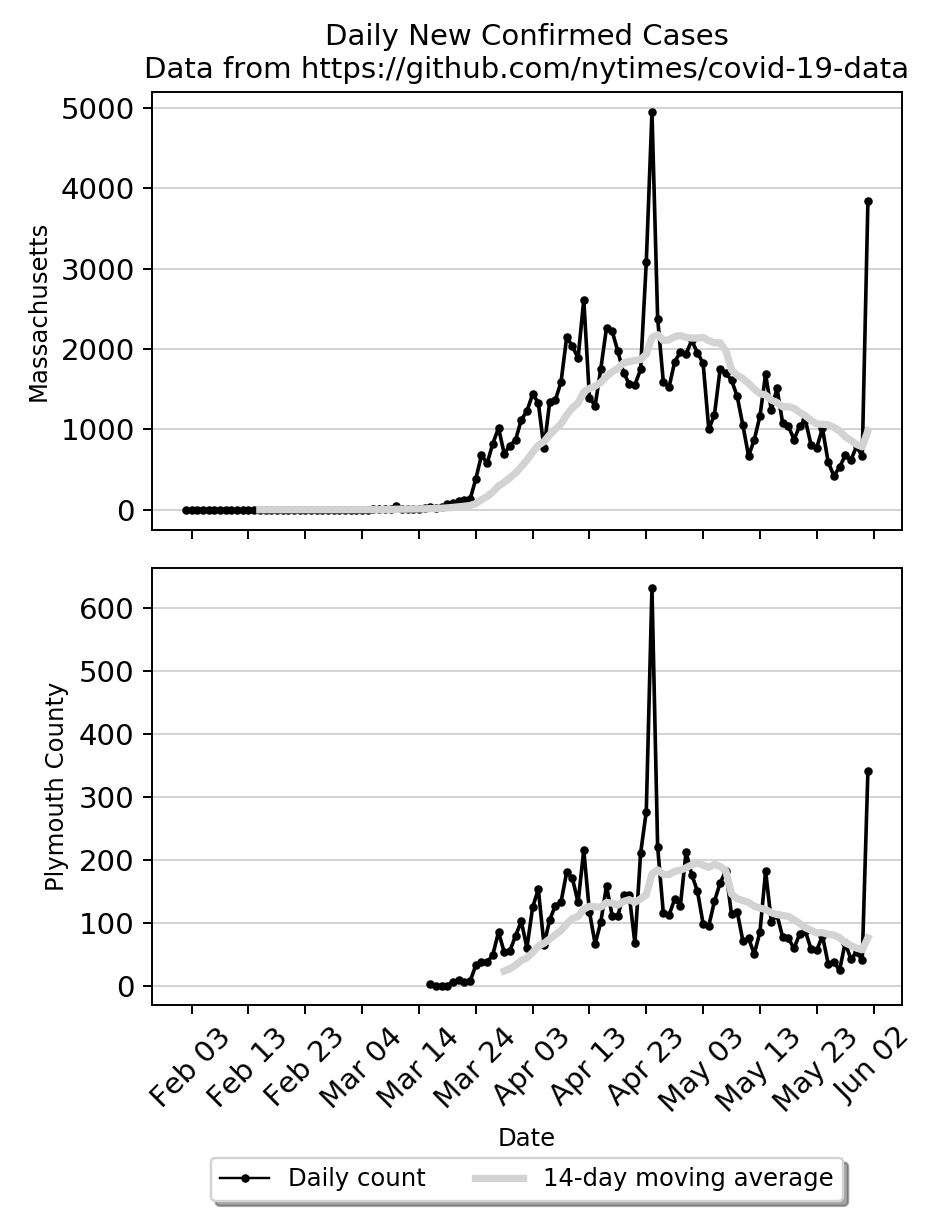 Daily New Confirmed Cases
Data from https://github.com/nytimes/covid-19-data
5000
4000
3000
2000
1000
0
Massachusetts
600
500
400
300
200
100
0
Plymouth County
Feb 03
Feb 13
Feb 23
Mar 04
Mar 14
Mar 24
Apr 03
Apr 13
Apr 23
May 03
May 13
May 23
Jun 02
Date
Daily count
14-day moving average